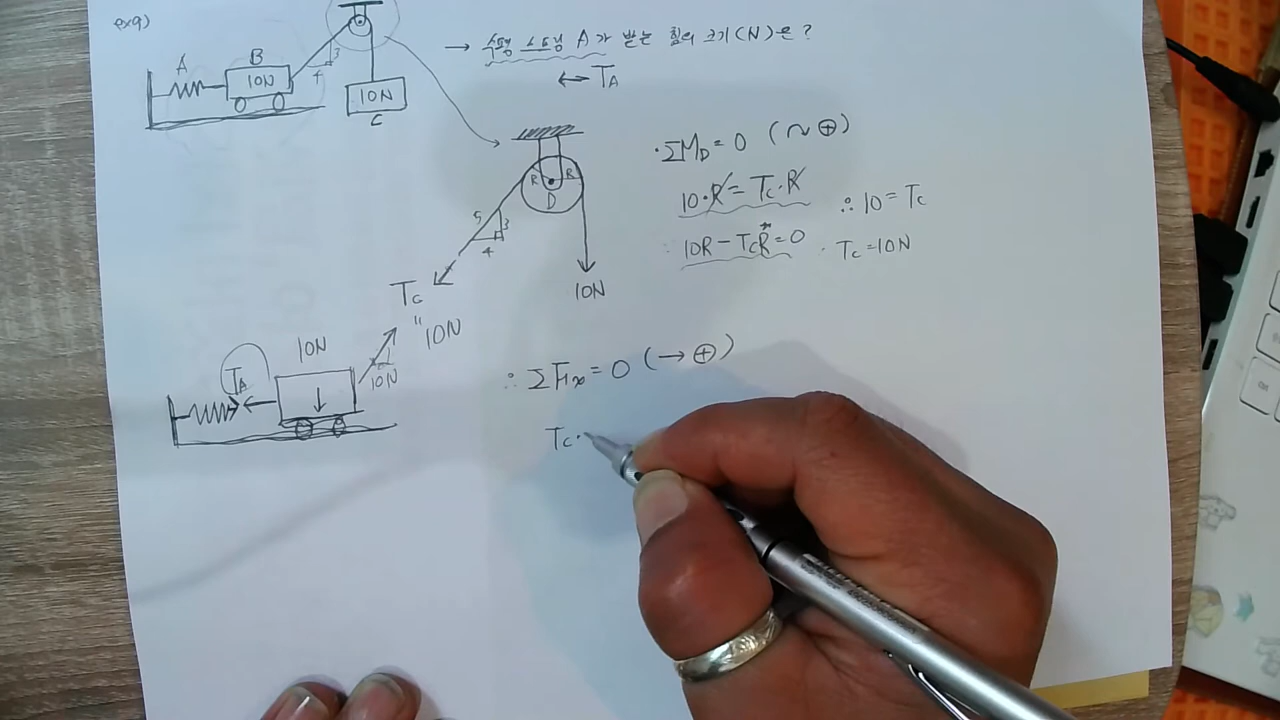 ex9)
→ 수평 스프링 A가 받는 힘의 크기(N)은?
↔ TA
A
B
10N
3
4
10N
C
R
R
D
5
3
4
10N
TC
"
10N
·ΣMD = 0 (↷⊕)
10·R = TC·R
∴ 10 = TC
10R - TCR = 0
TC = 10N
10N
TA
10N
∴ ΣFx = 0 (→ ⊕)
TC·
Ctrl